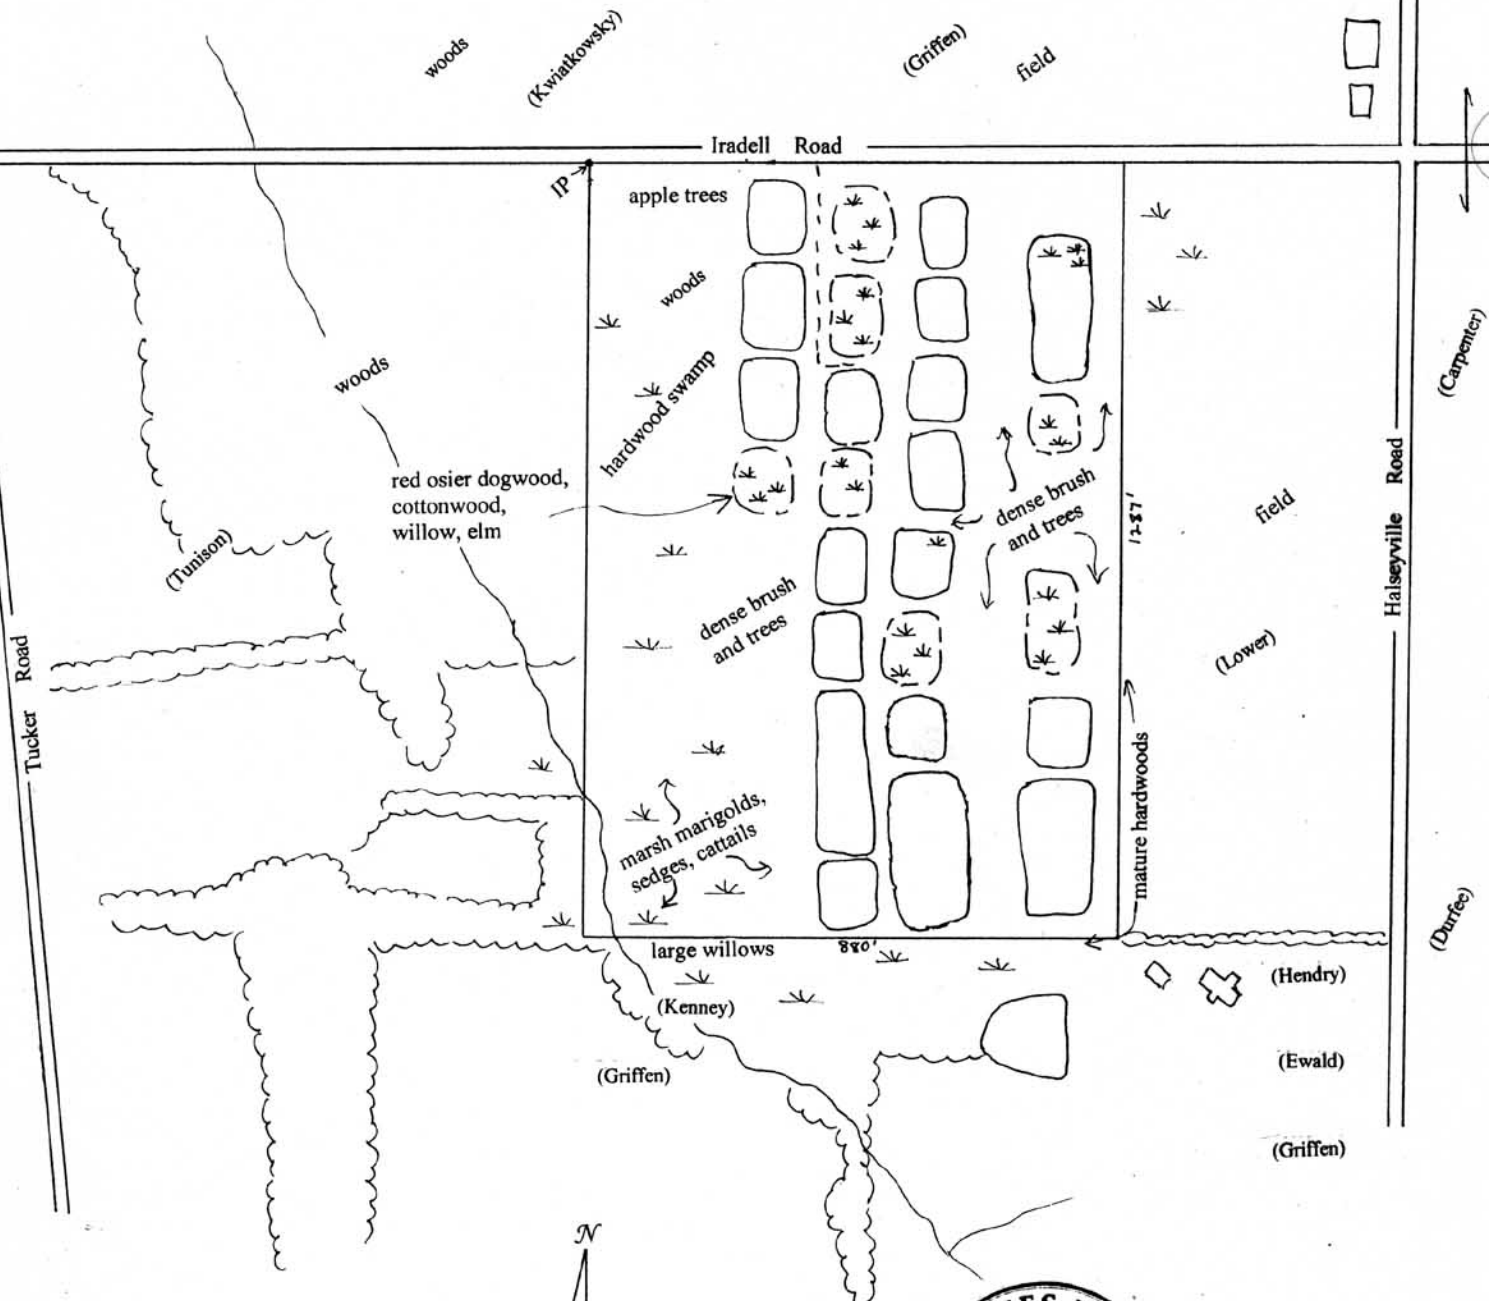 woods
(Kwiatkowsky)
(Griffen)
field
Iradell Road
IP
apple trees
woods
woods
hardwood swamp
(Carpenter)
red osier dogwood,
cottonwood,
willow, elm
dense brush
and trees
1287'
field
Halseyville Road
(Tunison)
dense brush
and trees
(Lower)
Tucker Road
marsh marigolds,
sedges, cattails
mature hardwoods
(Durfee)
large willows
880'
(Hendry)
(Kenney)
(Griffen)
(Ewald)
(Griffen)
N